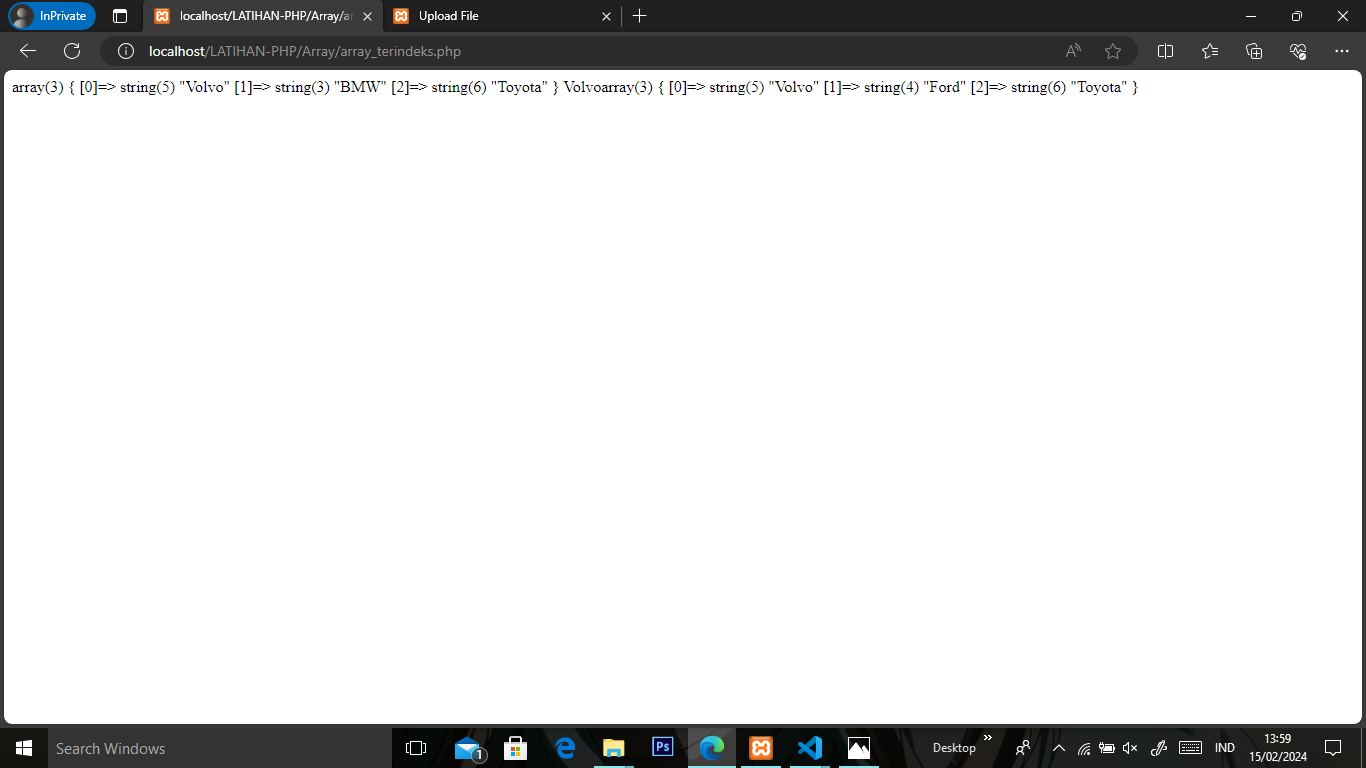 InPrivate
localhost/LATIHAN-PHP/Array/ar
Upload File
localhost/LATIHAN-PHP/Array/array_terindeks.php
array(3) { [0]=> string(5) "Volvo" [1]=> string(3) "BMW" [2]=> string(6) "Toyota" } Volvoarray(3) { [0]=> string(5) "Volvo" [1]=> string(4) "Ford" [2]=> string(6) "Toyota" }
Search Windows
1
Ps
Desktop
IND
13:59
15/02/2024